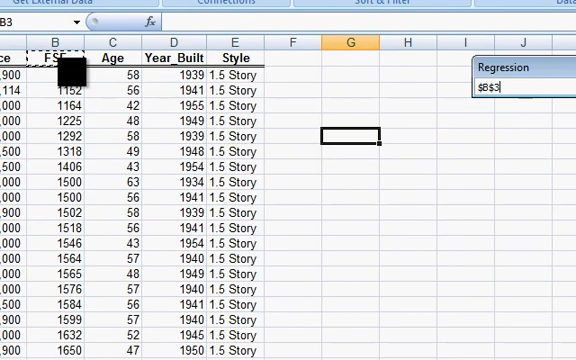 Get External Data Connections Sort & Filter
B3 fx
B C D E F G H I J
Age Year_Built Style Regression
,900 58 1939 1.5 Story
,114 1152 56 1941 1.5 Story $B$3
,000 1164 42 1955 1.5 Story
,000 1225 48 1949 1.5 Story
,000 1292 58 1939 1.5 Story
,500 1318 49 1948 1.5 Story
,500 1406 43 1954 1.5 Story
,000 1500 63 1934 1.5 Story
,000 1500 56 1941 1.5 Story
,900 1502 58 1939 1.5 Story
,000 1518 56 1941 1.5 Story
,000 1546 43 1954 1.5 Story
,000 1564 57 1940 1.5 Story
,000 1565 48 1949 1.5 Story
,000 1576 57 1940 1.5 Story
,500 1584 56 1941 1.5 Story
,900 1599 57 1940 1.5 Story
,000 1632 52 1945 1.5 Story
,000 1650 47 1950 1.5 Story